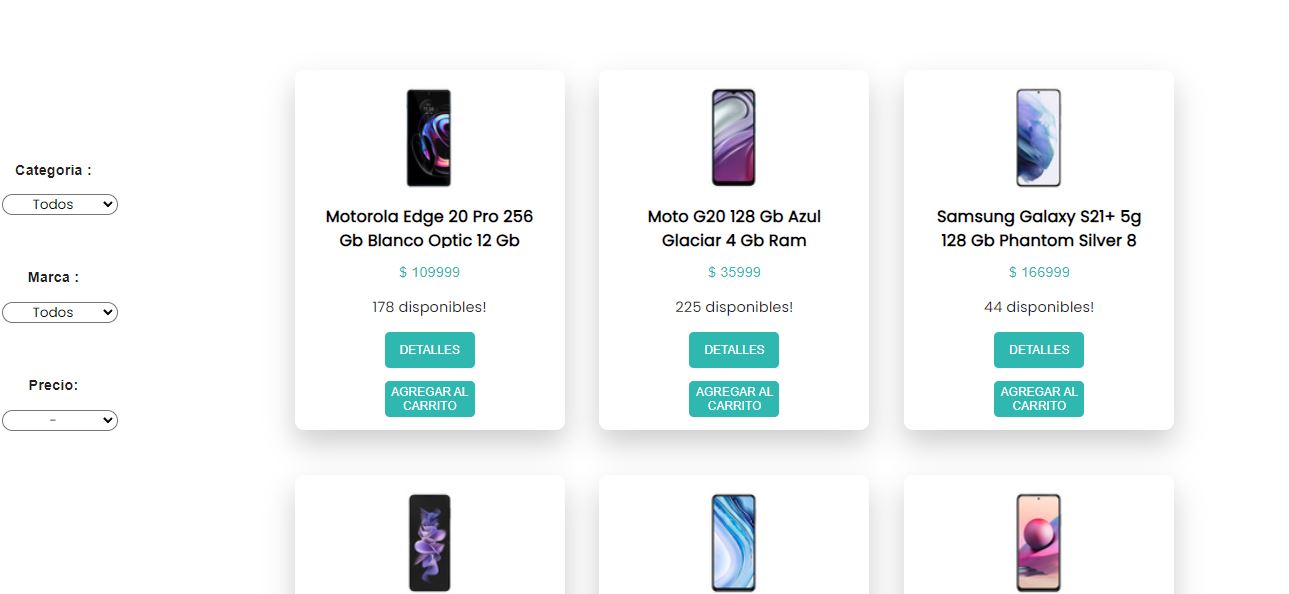 Categoria :
Todos
Marca :
Todos
Precio:
-
Motorola Edge 20 Pro 256
Gb Blanco Optic 12 Gb
$ 109999
178 disponibles!
DETALLES
AGREGAR AL
CARRITO
Moto G20 128 Gb Azul
Glaciar 4 Gb Ram
$ 35999
225 disponibles!
DETALLES
AGREGAR AL
CARRITO
Samsung Galaxy S21+ 5g
128 Gb Phantom Silver 8
$ 166999
44 disponibles!
DETALLES
AGREGAR AL
CARRITO